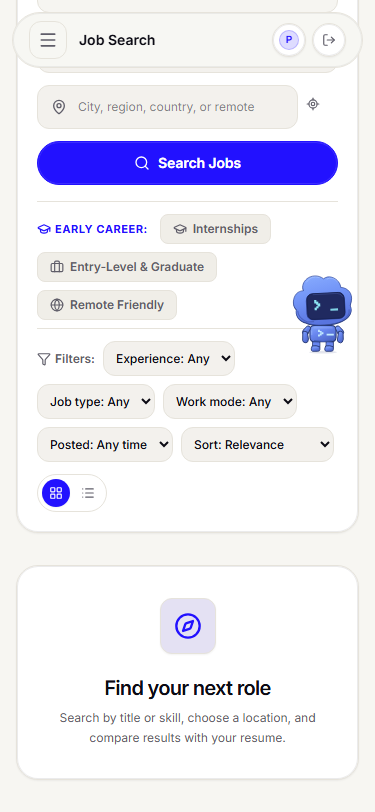 Job Search
P
City, region, country, or remote
Search Jobs
EARLY CAREER:
Internships
Entry-Level & Graduate
Remote Friendly
Filters:
Experience: Any
Job type: Any
Work mode: Any
Posted: Any time
Sort: Relevance
Find your next role
Search by title or skill, choose a location, and
compare results with your resume.